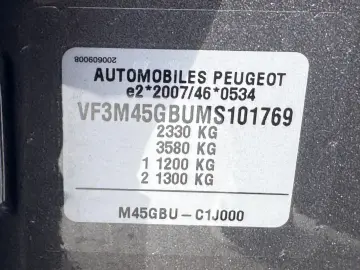 200609008
AUTOMOBILES PEUGEOT
e2*2007/46*0534
VF3M45GBUMS101769
2330 KG
3580 KG
1 1200 KG
2 1300 KG
M45GBU-C1J000